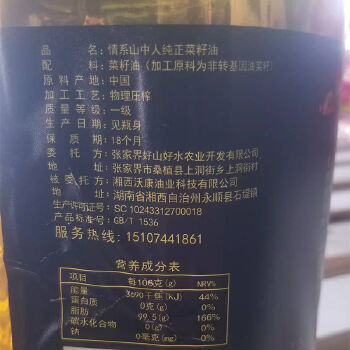 品名：情系山中人纯正菜籽油
配料：菜籽油（加工原料为非转基因油菜籽）
原料产地：中国
加工工艺：物理压榨
质量等级：一级
生产日期：见瓶身
保质期：18个月
委托方：张家界好山好水农业开发有限公司
地址：张家界市桑植县上洞街乡上洞街村
被委托方：湘西沃康油业科技有限公司
地址：湖南省湘西自治州永顺县石堤镇
生产许可证号：SC 10243312700018
产品标准号：GB/T 1536
服务热线：15107441861
营养成分表
项目 每100克(g) NRV%
能量 3690千焦(KJ) 44%
蛋白质 0克(g) 0%
脂肪 99.5(g) 166%
碳水化合物 0(g) 0%
钠 0毫克(mg) 0%